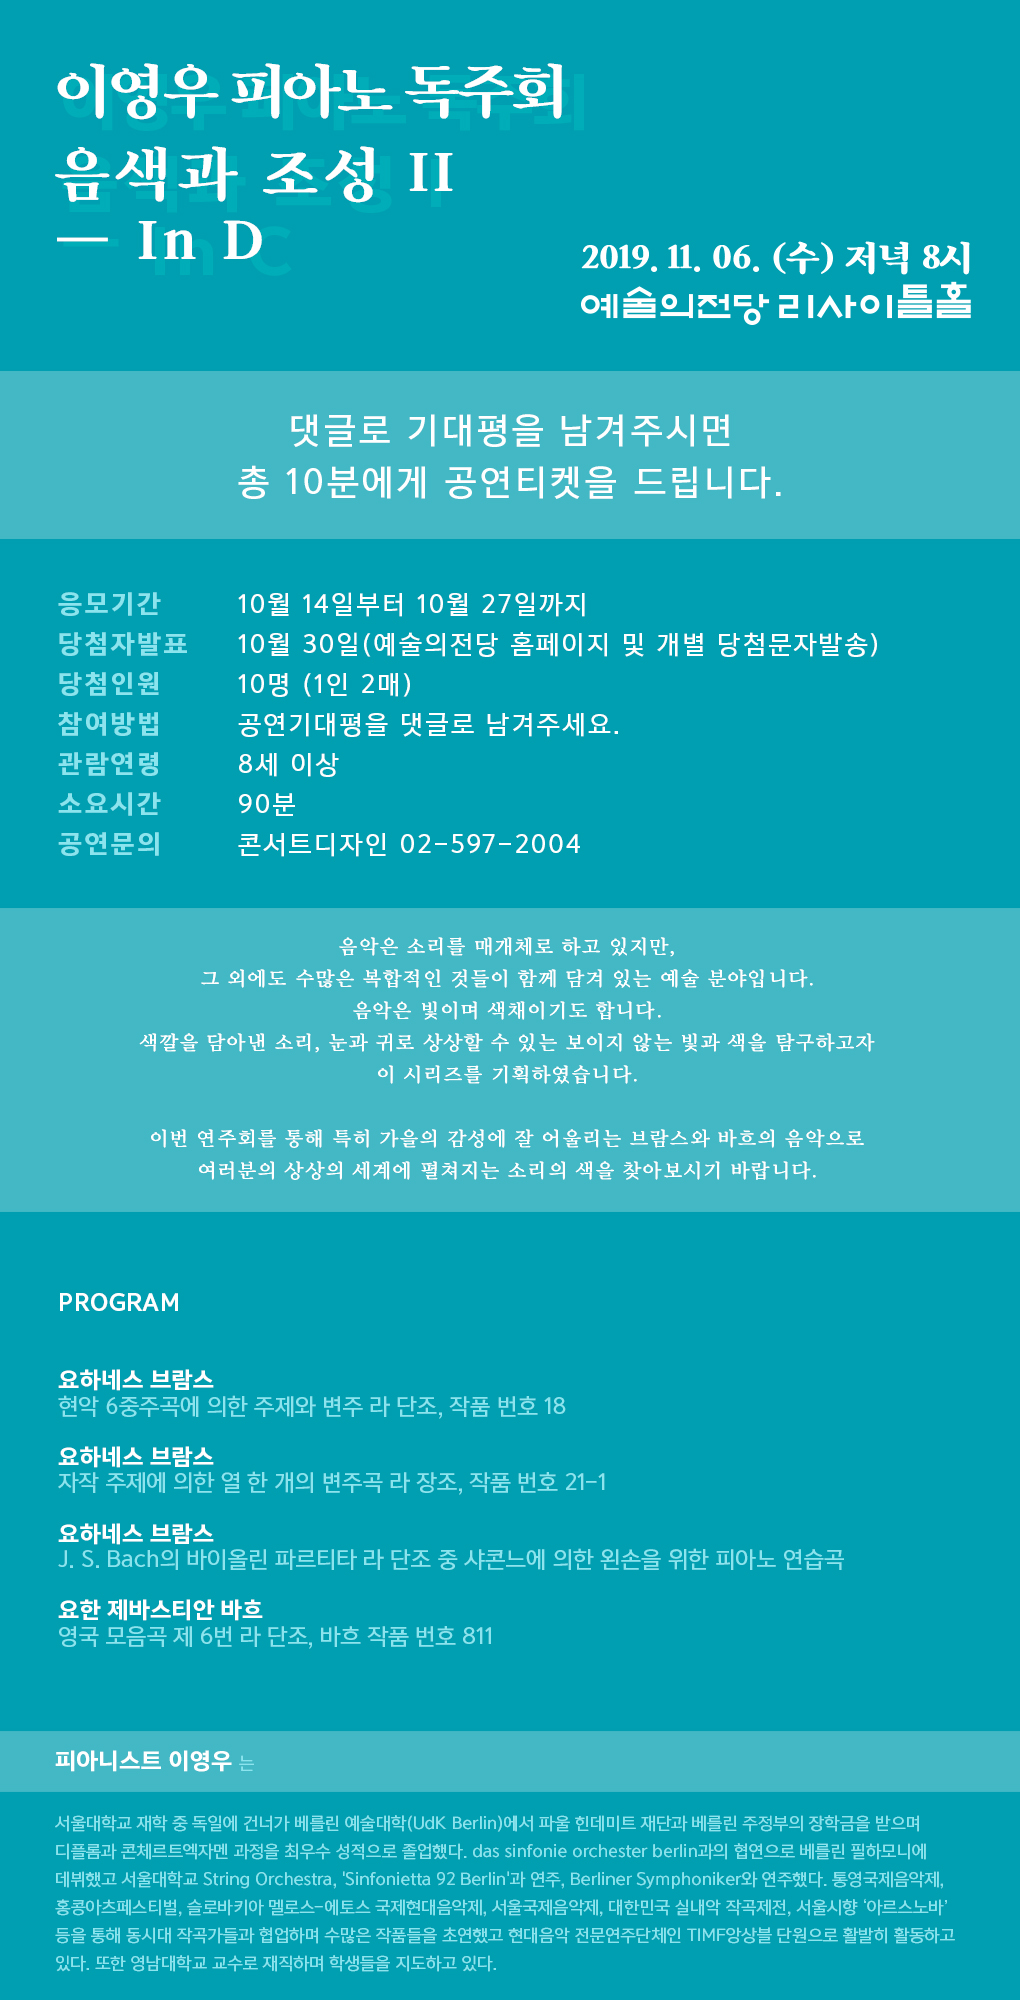 이영우 피아노 독주회
음색과 조성 II
— In D
2019. 11. 06. (수) 저녁 8시
예술의전당 리사이틀홀
댓글로 기대평을 남겨주시면
총 10분에게 공연티켓을 드립니다.
응모기간 10월 14일부터 10월 27일까지
당첨자발표 10월 30일(예술의전당 홈페이지 및 개별 당첨문자발송)
당첨인원 10명 (1인 2매)
참여방법 공연기대평을 댓글로 남겨주세요.
관람연령 8세 이상
소요시간 90분
공연문의 콘서트디자인 02-597-2004
음악은 소리를 매개체로 하고 있지만,
그 외에도 수많은 복합적인 것들이 함께 담겨 있는 예술 분야입니다.
음악은 빛이며 색채이기도 합니다.
색깔을 담아낸 소리, 눈과 귀로 상상할 수 있는 보이지 않는 빛과 색을 탐구하고자
이 시리즈를 기획하였습니다.
이번 연주회를 통해 특히 가을의 감성에 잘 어울리는 브람스와 바흐의 음악으로
여러분의 상상의 세계에 펼쳐지는 소리의 색을 찾아보시기 바랍니다.
PROGRAM
요하네스 브람스
현악 6중주곡에 의한 주제와 변주 라 단조, 작품 번호 18
요하네스 브람스
자작 주제에 의한 열 한 개의 변주곡 라 장조, 작품 번호 21-1
요하네스 브람스
J. S. Bach의 바이올린 파르티타 라 단조 중 샤콘느에 의한 왼손을 위한 피아노 연습곡
요한 제바스티안 바흐
영국 모음곡 제 6번 라 단조, 바흐 작품 번호 811
피아니스트 이영우 는
서울대학교 재학 중 독일에 건너가 베를린 예술대학(UdK Berlin)에서 파울 힌데미트 재단과 베를린 주정부의 장학금을 받으며
디플롬과 콘체르트엑자멘 과정을 최우수 성적으로 졸업했다. das sinfonie orchester berlin과의 협연으로 베를린 필하모니에
데뷔했고 서울대학교 String Orchestra, 'Sinfonietta 92 Berlin'과 연주, Berliner Symphoniker와 연주했다. 통영국제음악제,
홍콩아츠페스티벌, 슬로바키아 멜로스-에토스 국제현대음악제, 서울국제음악제, 대한민국 실내악 작곡제전, 서울시향 ‘아르스노바’
등을 통해 동시대 작곡가들과 협업하며 수많은 작품들을 초연했고 현대음악 전문연주단체인 TIMF앙상블 단원으로 활발히 활동하고
있다. 또한 영남대학교 교수로 재직하며 학생들을 지도하고 있다.